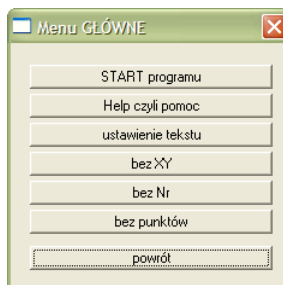 Menu GŁÓWNE
START programu
Help czyli pomoc
ustawienie tekstu
bez XY
bez Nr
bez punktów
powrót